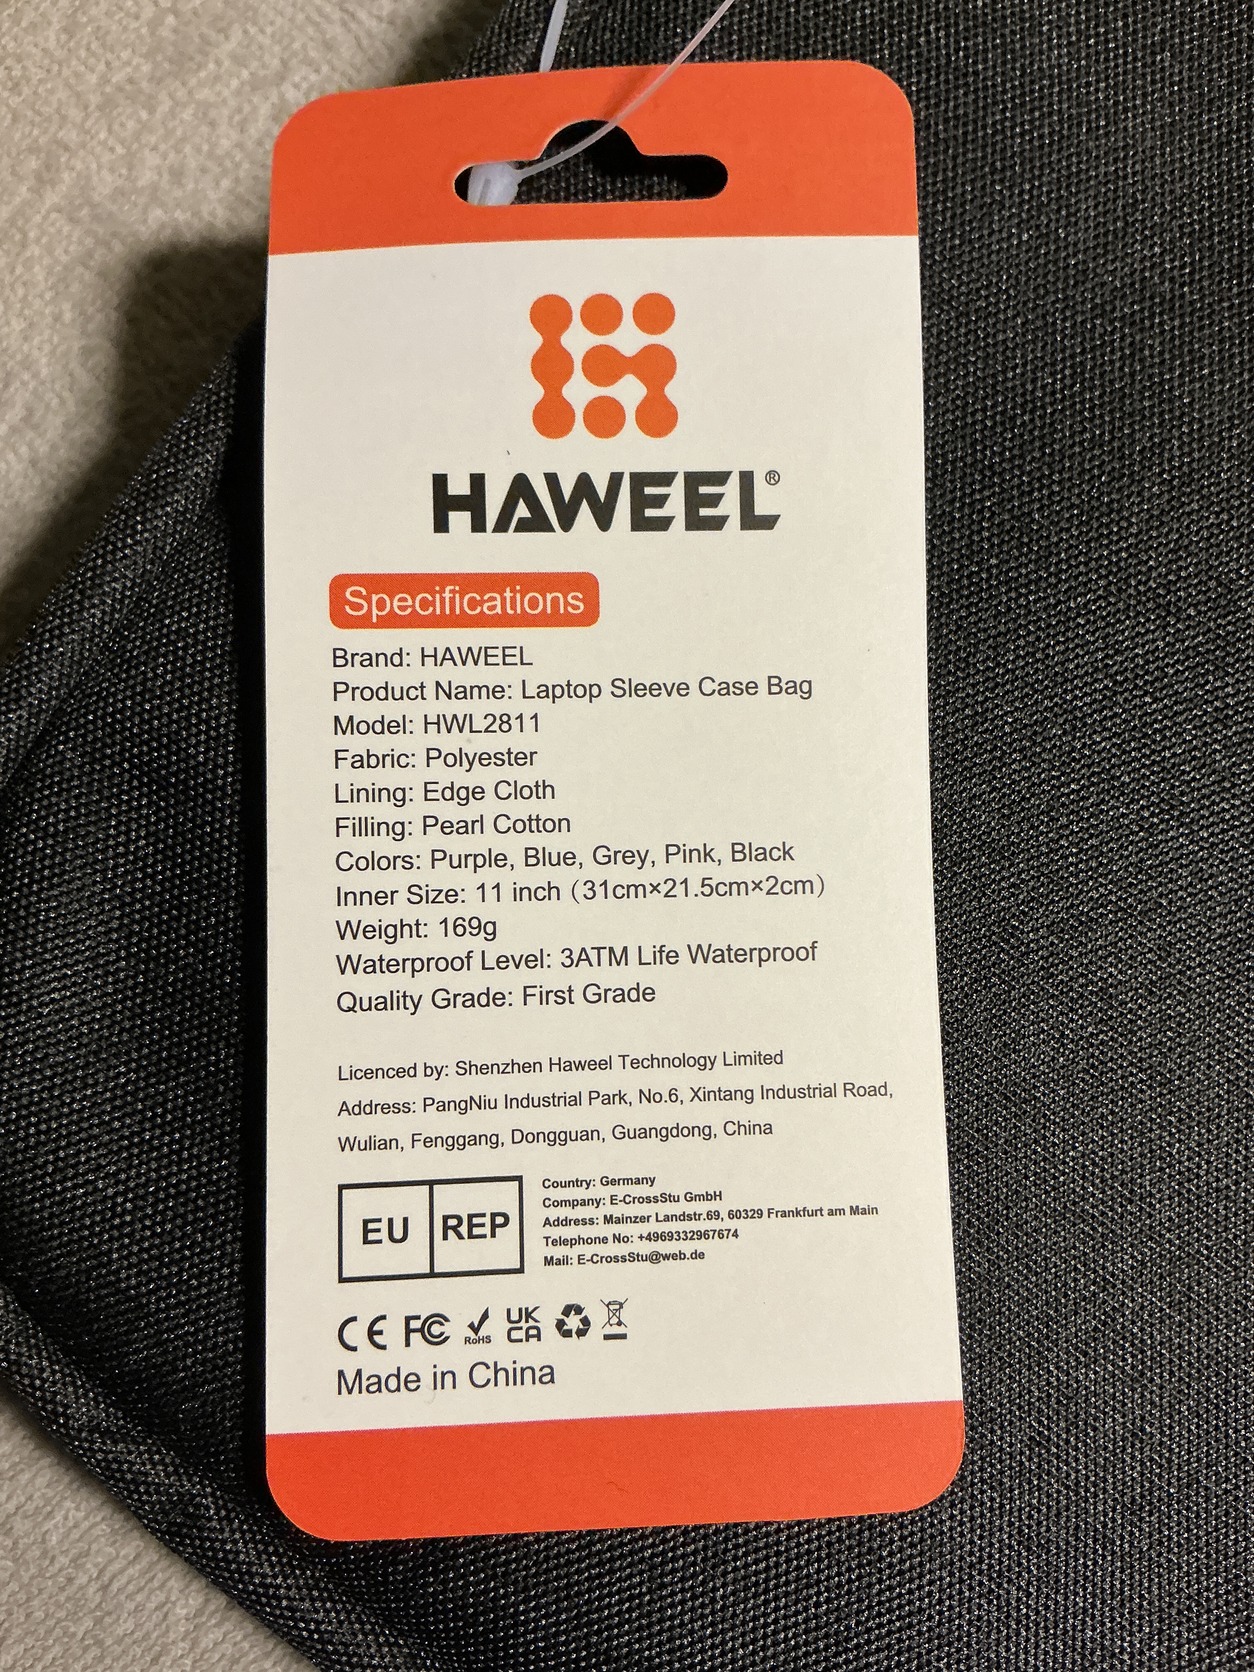 HAWEEL®
Specifications
Brand: HAWEEL
Product Name: Laptop Sleeve Case Bag
Model: HWL2811
Fabric: Polyester
Lining: Edge Cloth
Filling: Pearl Cotton
Colors: Purple, Blue, Grey, Pink, Black
Inner Size: 11 inch（31cm×21.5cm×2cm）
Weight: 169g
Waterproof Level: 3ATM Life Waterproof
Quality Grade: First Grade
Licenced by: Shenzhen Haweel Technology Limited
Address: PangNiu Industrial Park, No.6, Xintang Industrial Road,
Wulian, Fenggang, Dongguan, Guangdong, China
EU REP
Country: Germany
Company: E-CrossStu GmbH
Address: Mainzer Landstr.69, 60329 Frankfurt am Main
Telephone No: +4969332967674
Mail: E-CrossStu@web.de
CE FC RoHS UK CA
Made in China